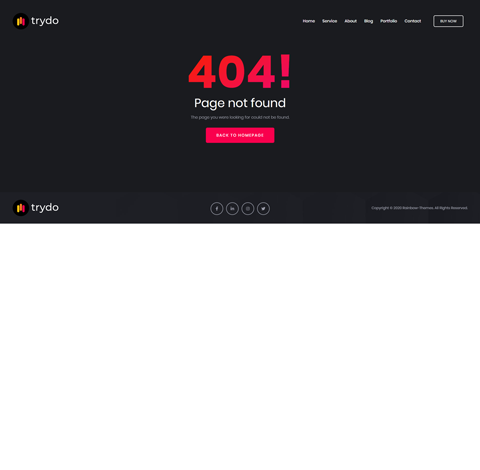 trydo
Home Service About Blog Portfolio Contact BUY NOW
404!
Page not found
The page you were looking for could not be found.
BACK TO HOMEPAGE
trydo
Copyright © 2020 Rainbow-Themes. All Rights Reserved.